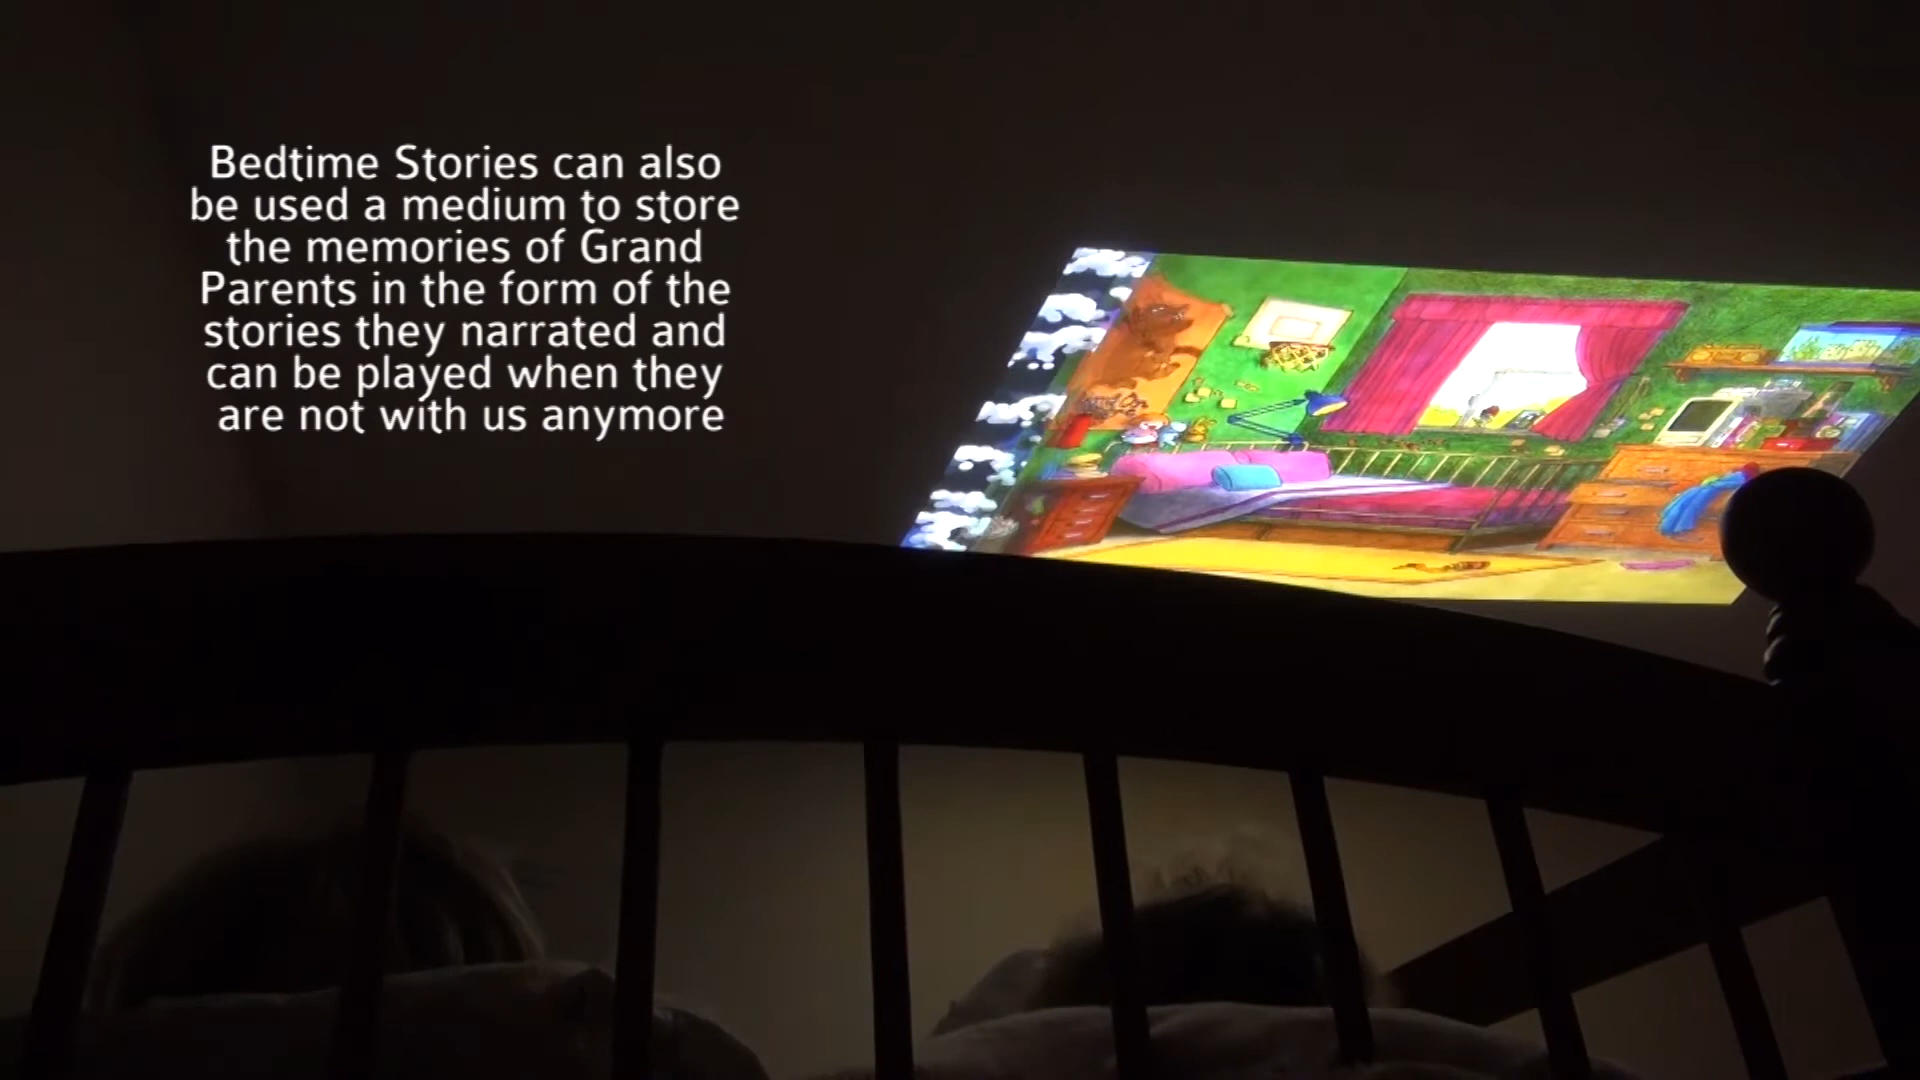 Bedtime Stories can also
be used a medium to store
the memories of Grand
Parents in the form of the
stories they narrated and
can be played when they
are not with us anymore